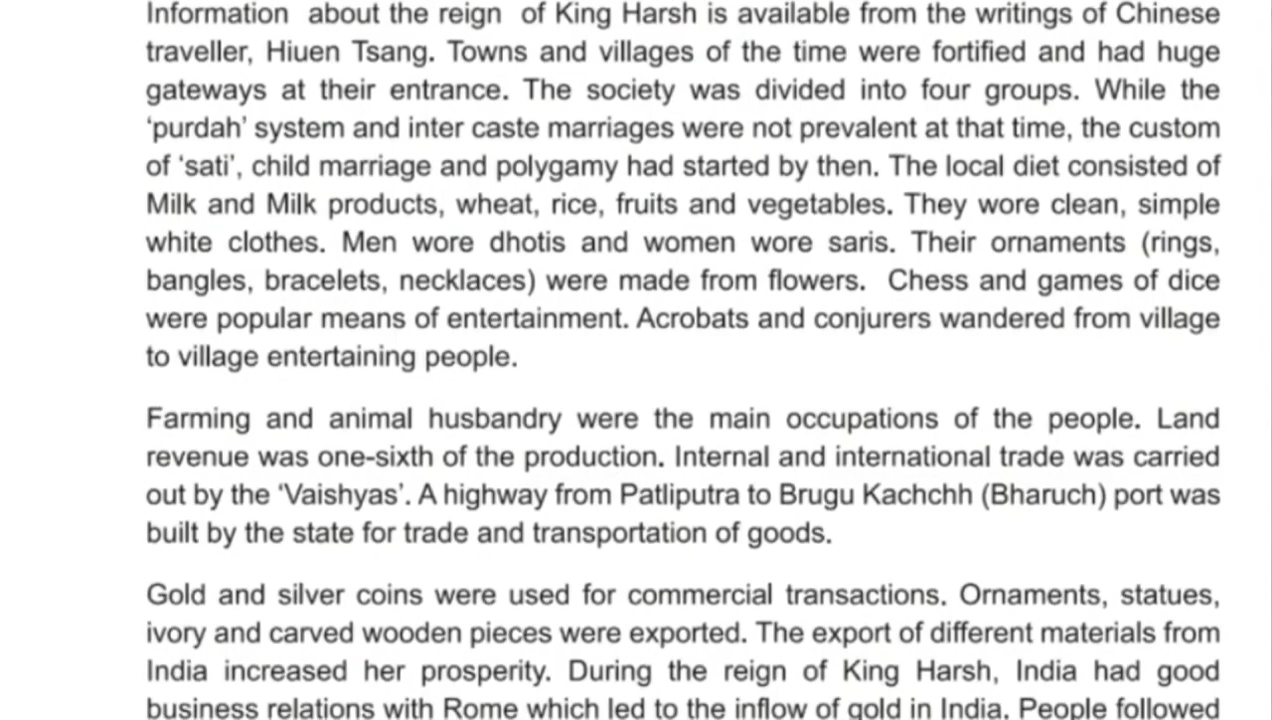 Information about the reign of King Harsh is available from the writings of Chinese
traveller, Hiuen Tsang. Towns and villages of the time were fortified and had huge
gateways at their entrance. The society was divided into four groups. While the
‘purdah’ system and inter caste marriages were not prevalent at that time, the custom
of ‘sati’, child marriage and polygamy had started by then. The local diet consisted of
Milk and Milk products, wheat, rice, fruits and vegetables. They wore clean, simple
white clothes. Men wore dhotis and women wore saris. Their ornaments (rings,
bangles, bracelets, necklaces) were made from flowers. Chess and games of dice
were popular means of entertainment. Acrobats and conjurers wandered from village
to village entertaining people.
Farming and animal husbandry were the main occupations of the people. Land
revenue was one-sixth of the production. Internal and international trade was carried
out by the ‘Vaishyas’. A highway from Patliputra to Brugu Kachchh (Bharuch) port was
built by the state for trade and transportation of goods.
Gold and silver coins were used for commercial transactions. Ornaments, statues,
ivory and carved wooden pieces were exported. The export of different materials from
India increased her prosperity. During the reign of King Harsh, India had good
business relations with Rome which led to the inflow of gold in India. People followed